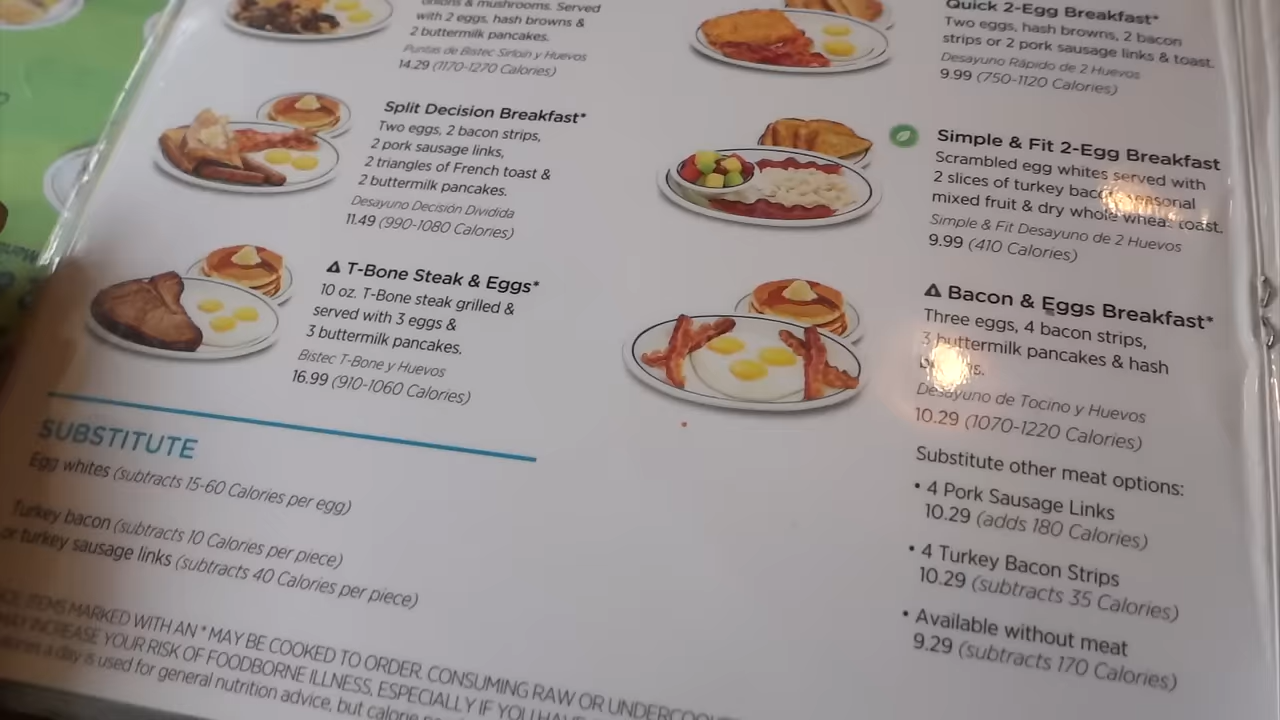 onions & mushrooms. Served
with 2 eggs, hash browns &
2 buttermilk pancakes.
Puntas de Bistec Sirloin y Huevos
14.29 (1170-1270 Calories)
Split Decision Breakfast*
Two eggs, 2 bacon strips,
2 pork sausage links,
2 triangles of French toast &
2 buttermilk pancakes.
Desayuno Decisión Dividida
11.49 (990-1080 Calories)
T-Bone Steak & Eggs*
10 oz. T-Bone steak grilled &
served with 3 eggs &
3 buttermilk pancakes.
Bistec T-Bone y Huevos
16.99 (910-1060 Calories)
SUBSTITUTE
Egg whites (subtracts 15-60 Calories per egg)
Turkey bacon (subtracts 10 Calories per piece)
or turkey sausage links (subtracts 40 Calories per piece)
ITEMS MARKED WITH AN * MAY BE COOKED TO ORDER. CONSUMING RAW OR
MAY INCREASE YOUR RISK OF FOODBORNE ILLNESS, ESPECIALLY IF YOU
a day is used for general nutrition advice, but
Quick 2-Egg Breakfast*
Two eggs, hash browns, 2 bacon
strips or 2 pork sausage links & toast.
Desayuno Rápido de 2 Huevos
9.99 (750-1120 Calories)
Simple & Fit 2-Egg Breakfast
Scrambled egg whites served with
2 slices of turkey bacon, seasonal
mixed fruit & dry whole wheat toast.
Simple & Fit Desayuno de 2 Huevos
9.99 (410 Calories)
Bacon & Eggs Breakfast*
Three eggs, 4 bacon strips,
3 buttermilk pancakes & hash
Desayuno de Tocino y Huevos
10.29 (1070-1220 Calories)
Substitute other meat options:
• 4 Pork Sausage Links
10.29 (adds 180 Calories)
• 4 Turkey Bacon Strips
10.29 (subtracts 35 Calories)
• Available without meat
9.29 (subtracts 170 Calories)